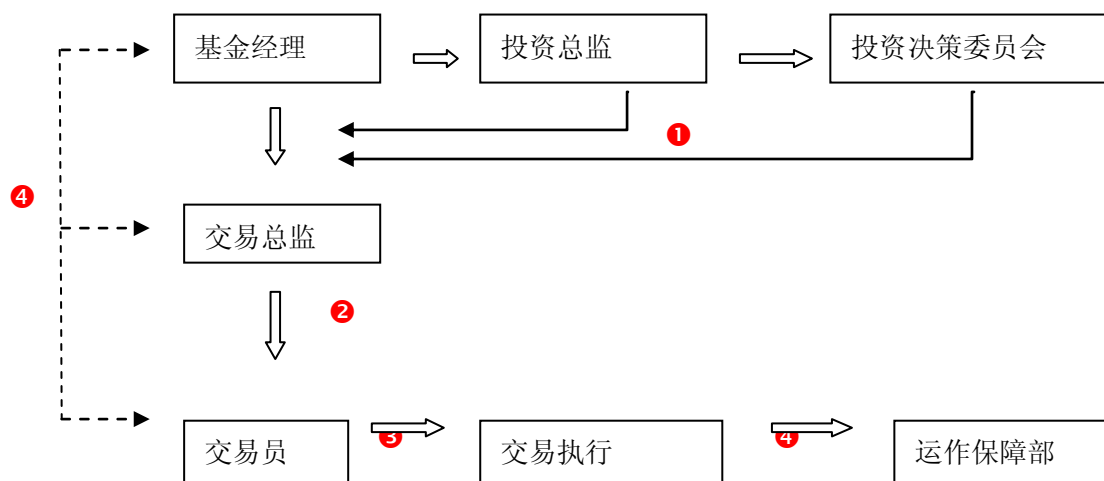 基金经理
投资总监
投资决策委员会
❶
❹
交易总监
❷
交易员
❸
交易执行
❹
运作保障部